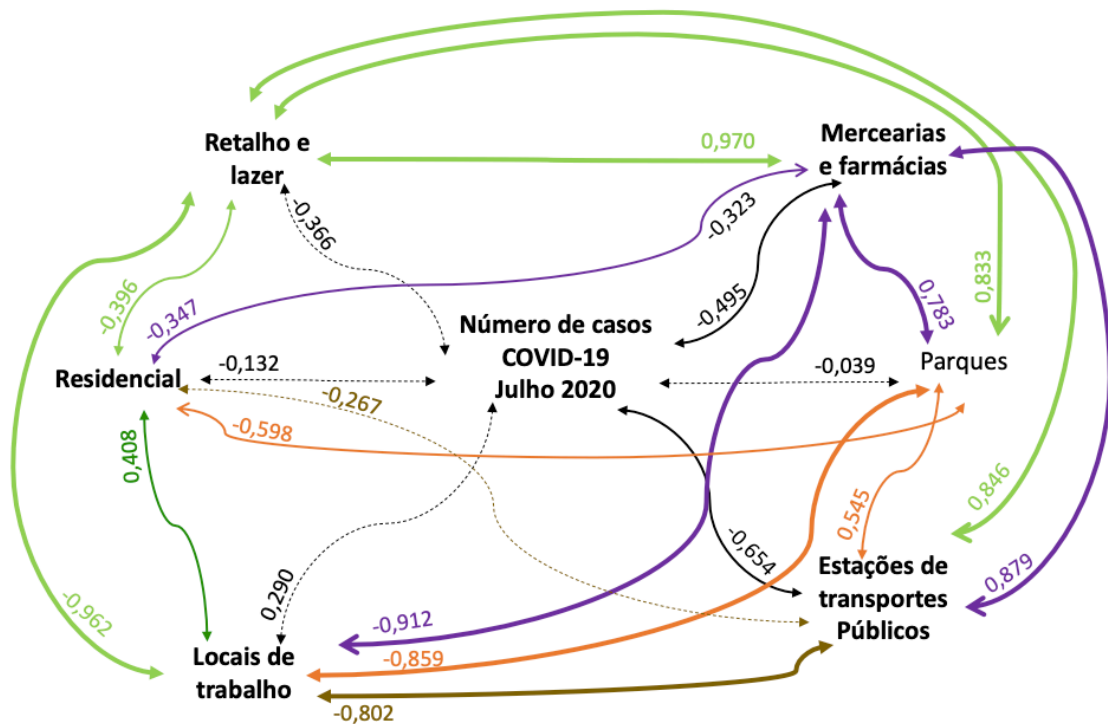 Retalho e
lazer
Mercearias
e farmácias
0,970
-0,366
-0,323
-0,396
-0,347
-0,495
0,783
0,833
Número de casos
COVID-19
Julho 2020
Residencial
-0,132
-0,039
Parques
-0,267
-0,598
0,408
0,846
0,545
-0,654
0,879
Estações de
transportes
Públicos
0,290
-0,962
-0,912
-0,859
Locais de
trabalho
-0,802